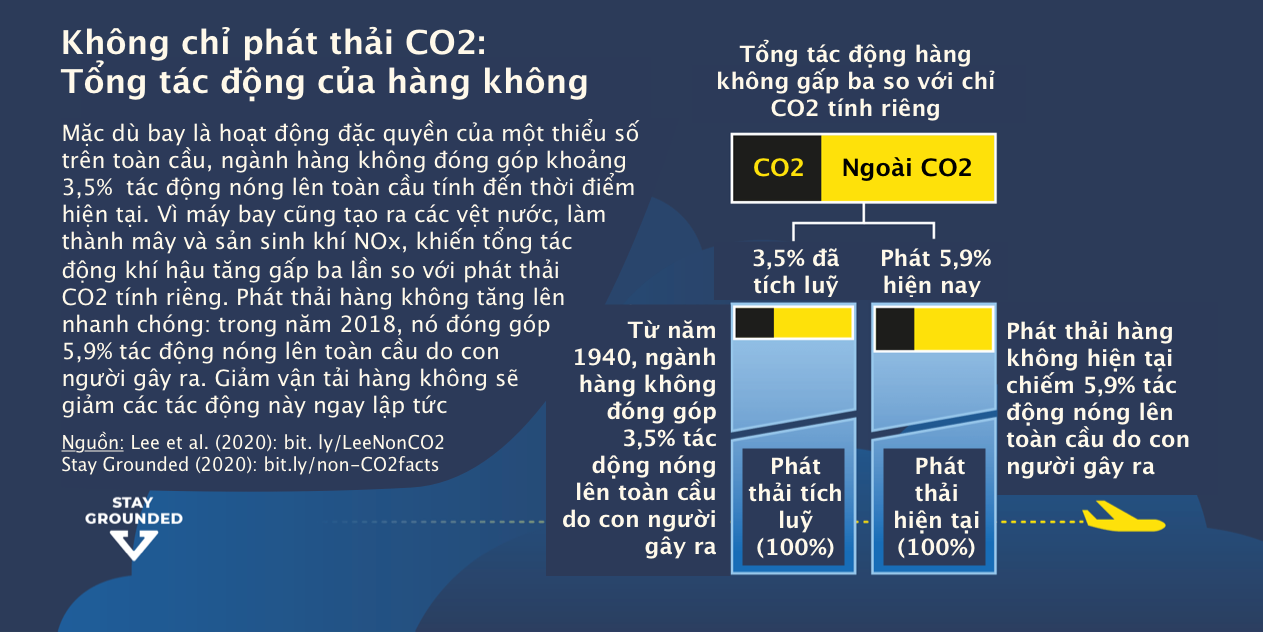 Không chỉ phát thải CO2:
Tổng tác động của hàng không
Mặc dù bay là hoạt động đặc quyền của một thiểu số
trên toàn cầu, ngành hàng không đóng góp khoảng
3,5% tác động nóng lên toàn cầu tính đến thời điểm
hiện tại. Vì máy bay cũng tạo ra các vệt nước, làm
thành mây và sản sinh khí NOx, khiến tổng tác
động khí hậu tăng gấp ba lần so với phát thải
CO2 tính riêng. Phát thải hàng không tăng lên
nhanh chóng: trong năm 2018, nó đóng góp
5,9% tác động nóng lên toàn cầu do con
người gây ra. Giảm vận tải hàng không sẽ
giảm các tác động này ngay lập tức
Nguồn: Lee et al. (2020): bit. ly/LeeNonCO2
Stay Grounded (2020): bit.ly/non-CO2facts
STAY
GROUNDED
Tổng tác động hàng
không gấp ba so với chỉ
CO2 tính riêng
CO2
Ngoài CO2
3,5% đã
tích luỹ
Phát 5,9%
hiện nay
Từ năm
1940, ngành
hàng không
đóng góp
3,5% tác
dộng nóng
lên toàn cầu
do con người
gây ra
Phát
thải tích
luỹ
(100%)
Phát
thải
hiện tại
(100%)
Phát thải hàng
không hiện tại
chiếm 5,9% tác
động nóng lên
toàn cầu do con
người gây ra